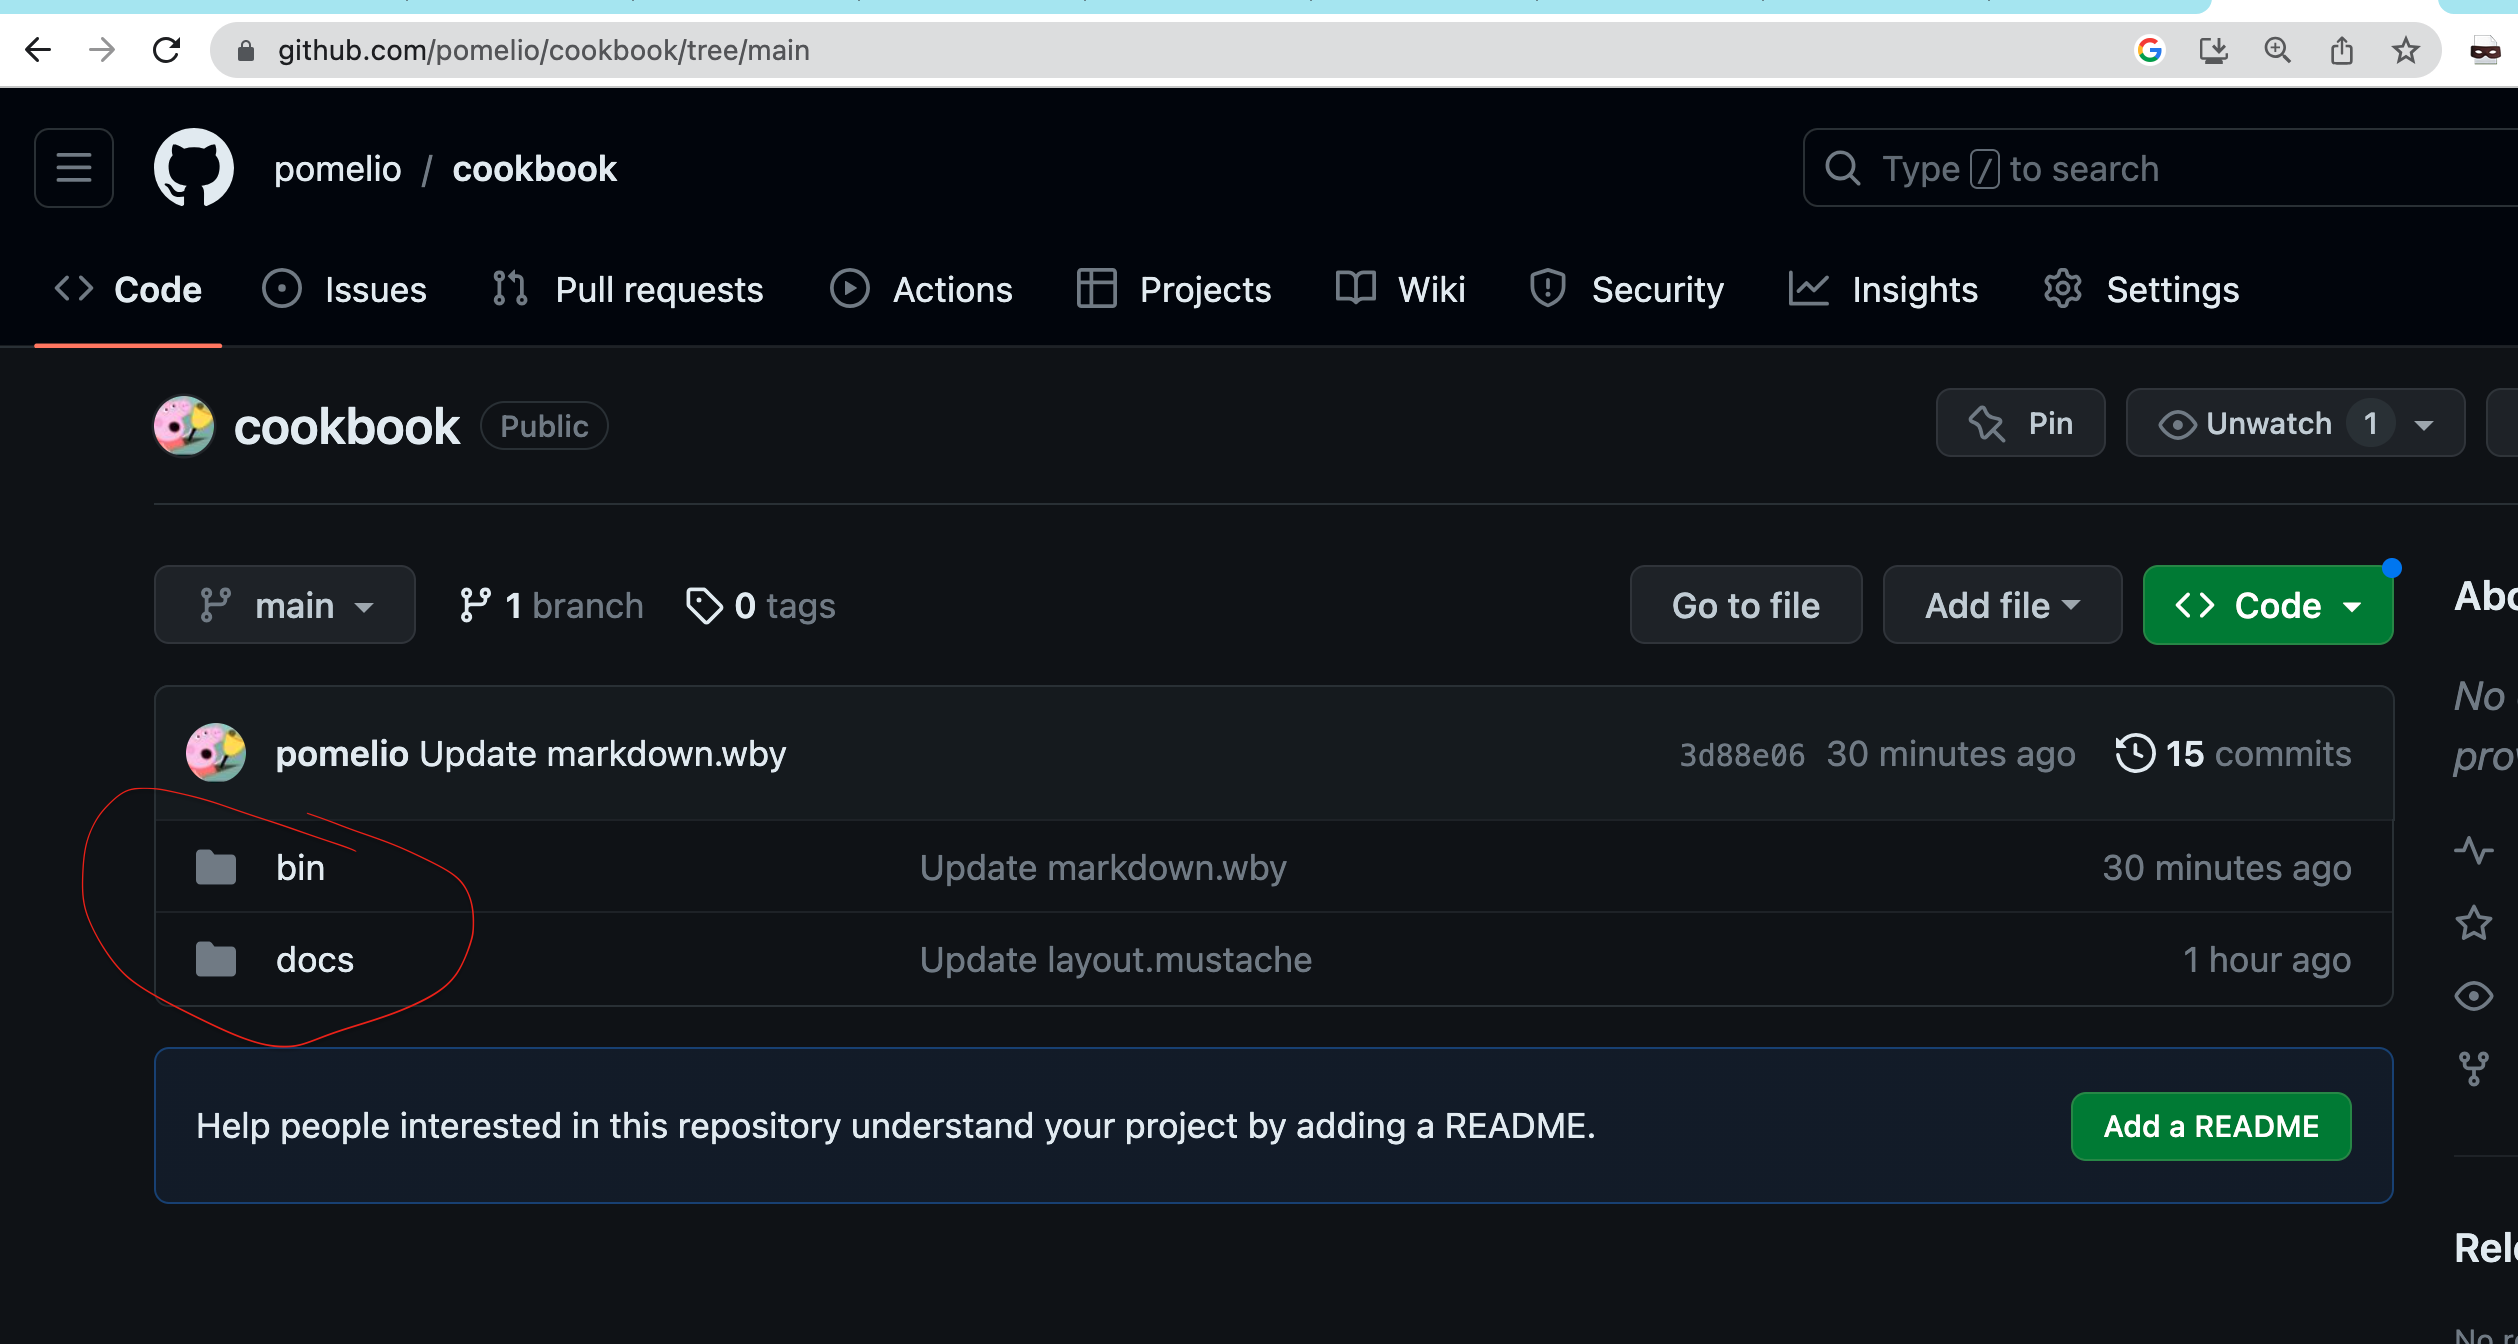 github.com/pomelio/cookbook/tree/main
pomelio / cookbook
Type / to search
Code Issues Pull requests Actions Projects Wiki Security Insights Settings
cookbook Public
Pin Unwatch 1
main 1 branch 0 tags
Go to file Add file Code
pomelio Update markdown.wby 3d88e06 30 minutes ago 15 commits
bin Update markdown.wby 30 minutes ago
docs Update layout.mustache 1 hour ago
Help people interested in this repository understand your project by adding a README.
Add a README
No